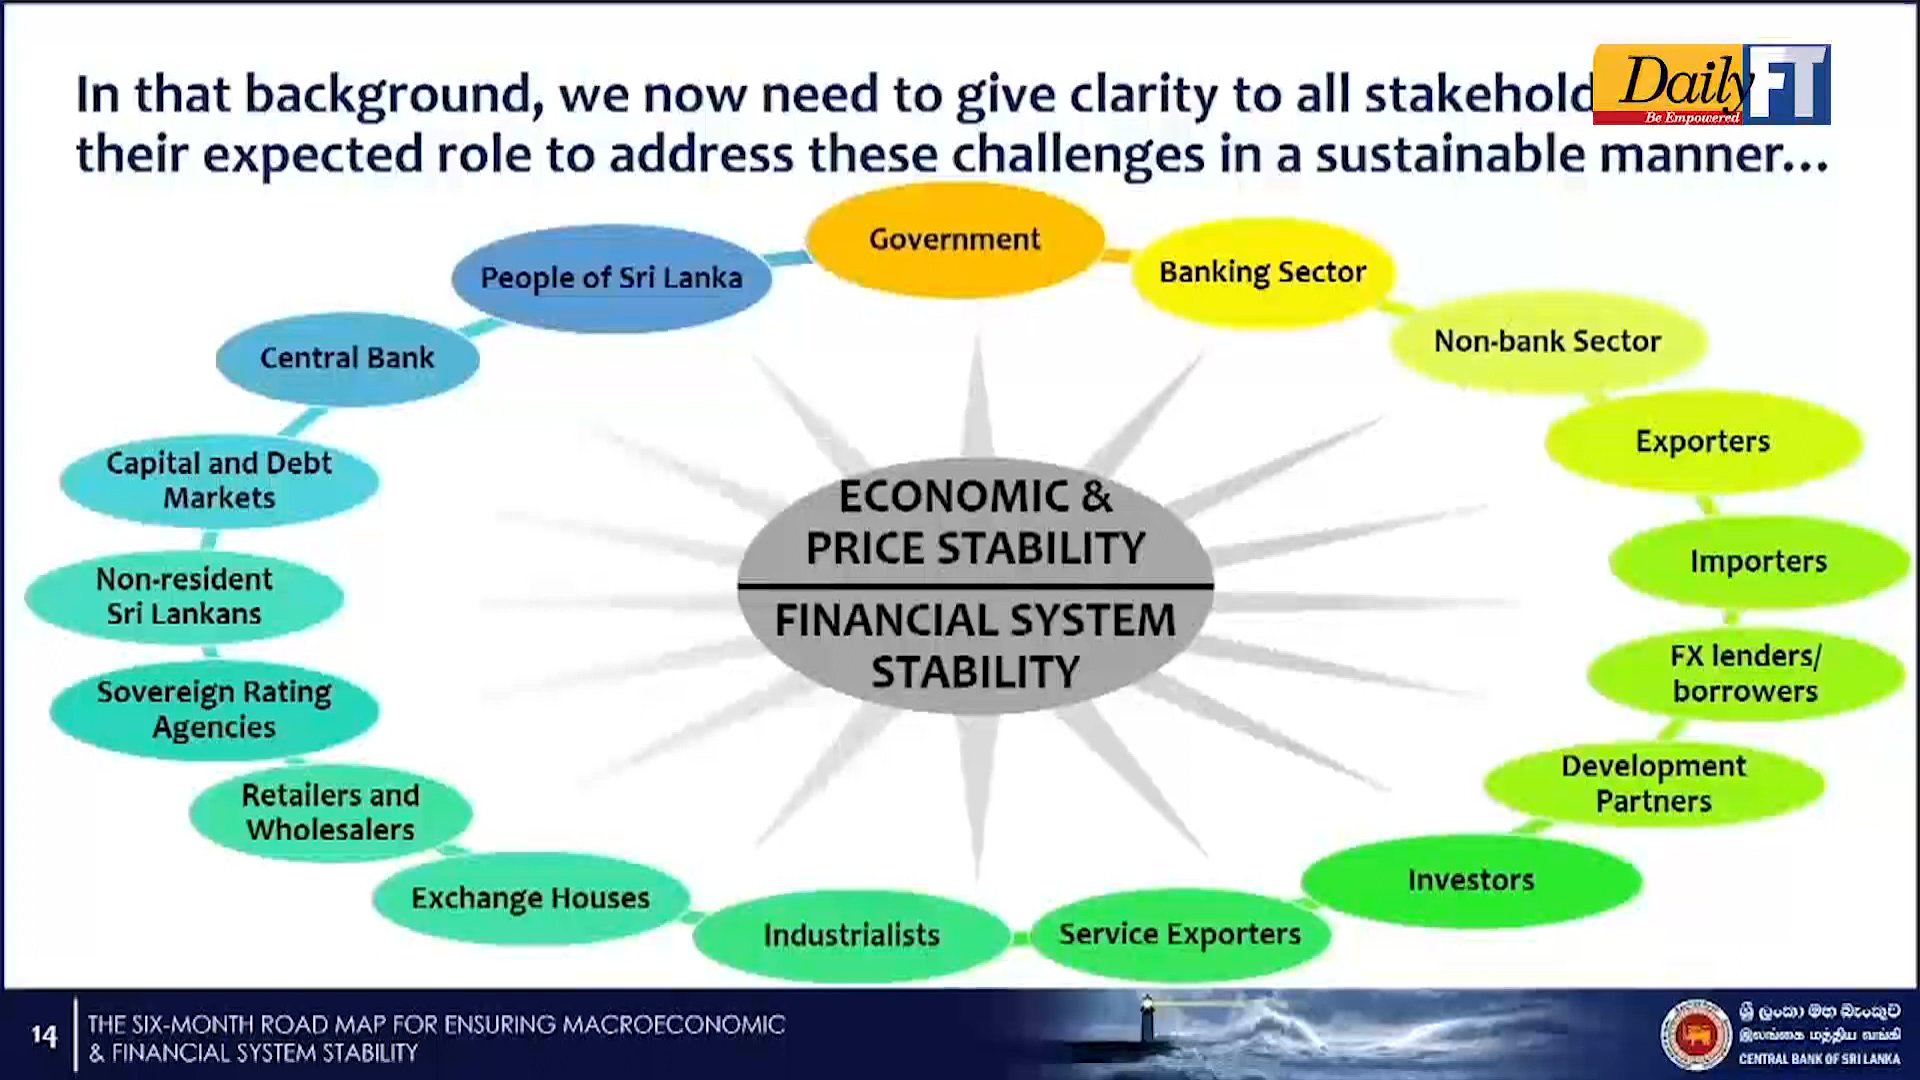 In that background, we now need to give clarity to all
their expected role to address these challenges in a sustainable manner...
Daily FT
Be Empowered
Government
People of Sri Lanka
Banking Sector
Non-bank Sector
Central Bank
Exporters
Capital and Debt
Markets
ECONOMIC &
PRICE STABILITY
Importers
Non-resident
Sri Lankans
FINANCIAL SYSTEM
STABILITY
FX lenders/
borrowers
Sovereign Rating
Agencies
Development
Partners
Retailers and
Wholesalers
Investors
Exchange Houses
Industrialists
Service Exporters
14
THE SIX-MONTH ROAD MAP FOR ENSURING MACROECONOMIC
& FINANCIAL SYSTEM STABILITY
ශ්‍රී ලංකා මහ බැංකුව
இலங்கை மத்திய வங்கி
CENTRAL BANK OF SRI LANKA